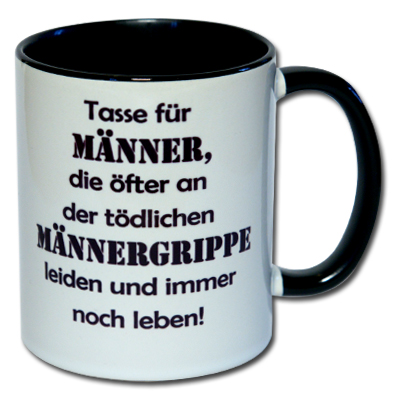 Tasse für
MÄNNER,
die öfter an
der tödlichen
MÄNNERGRIPPE
leiden und immer
noch leben!